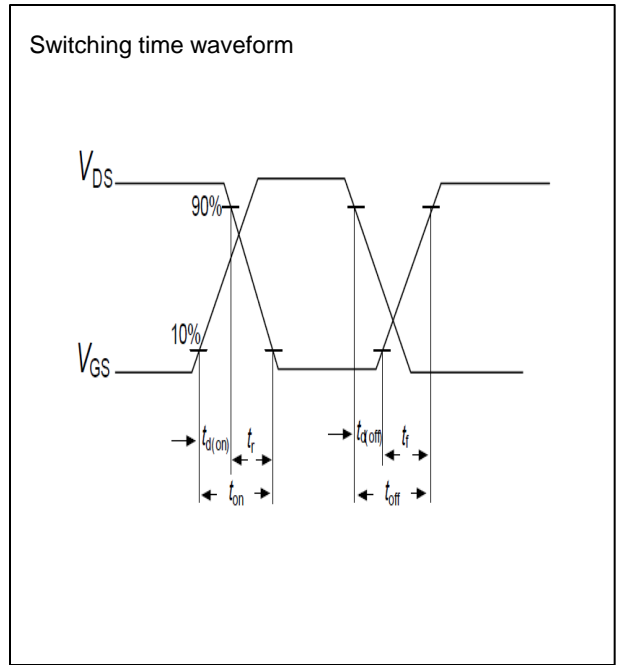 Switching time waveform
VDS
90%
10%
VGS
td(on) tr td(off) tf
ton toff